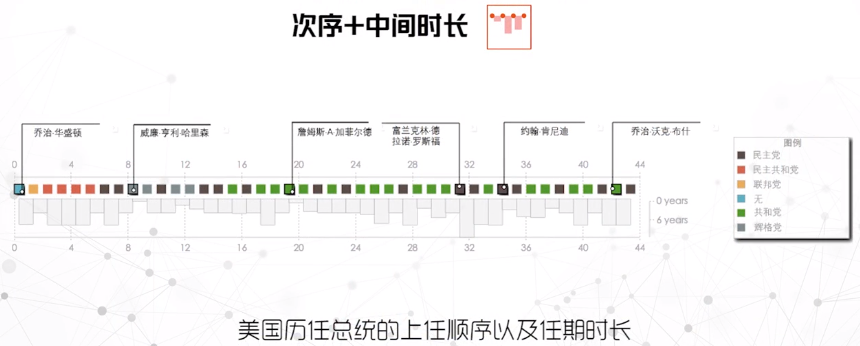 次序+中间时长
乔治·华盛顿
威廉·亨利·哈里森
詹姆斯·A·加菲尔德
富兰克林·德
拉诺·罗斯福
约翰·肯尼迪
乔治·沃克·布什
0 4 8 12 16 20 24 28 32 36 40 44
0 years
6 years
4 8 12 16 20 24 28 32 36 40
图例
民主党
民主共和党
联邦党
无
共和党
辉格党
美国历任总统的上任顺序以及任期时长